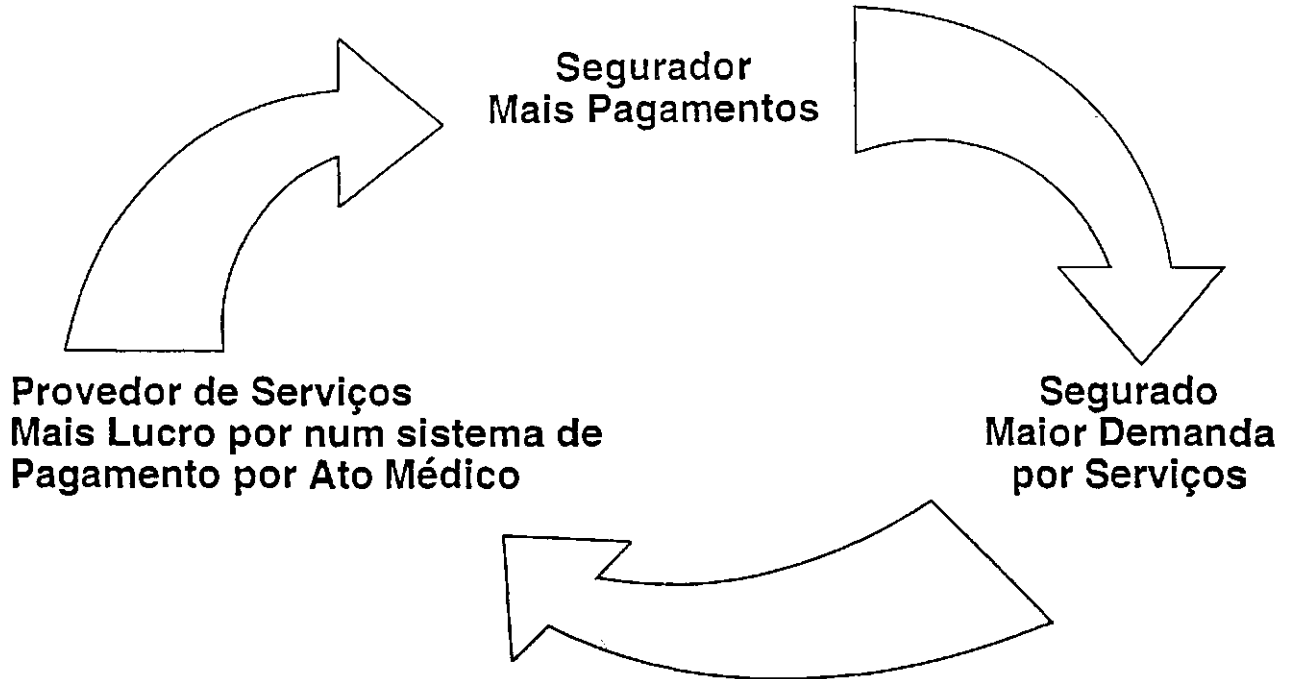 Segurador
Mais Pagamentos
Provedor de Serviços
Mais Lucro por num sistema de
Pagamento por Ato Médico
Segurado
Maior Demanda
por Serviços